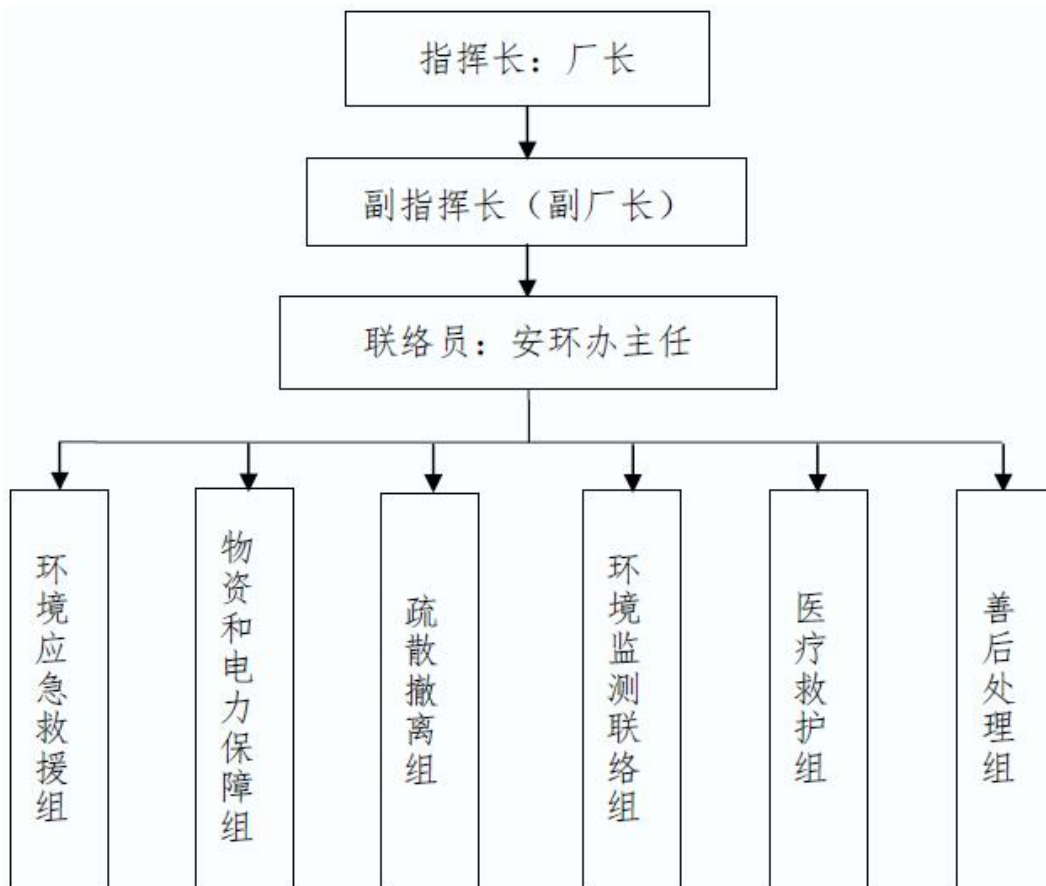 指挥长：厂长
副指挥长（副厂长）
联络员：安环办主任
环境应急救援组
物资和电力保障组
疏散撤离组
环境监测联络组
医疗救护组
善后处理组